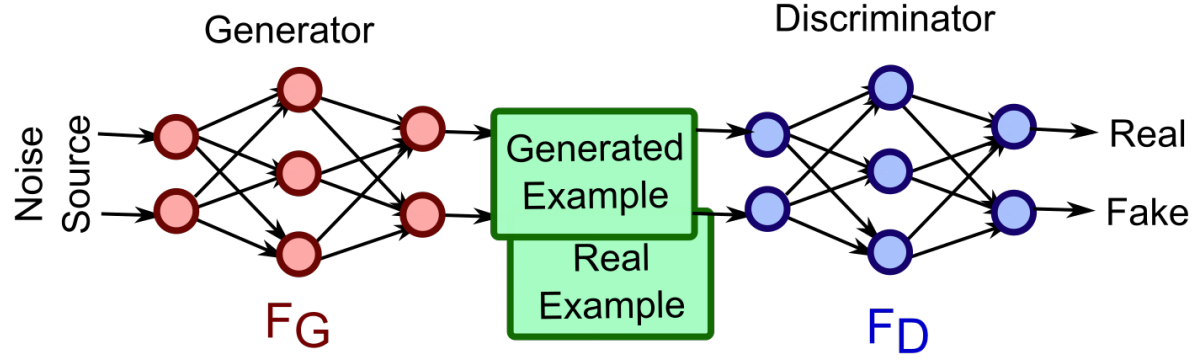 Generator
Discriminator
Noise
Source
Generated
Example
Real
Example
Real
Fake
FG
FD